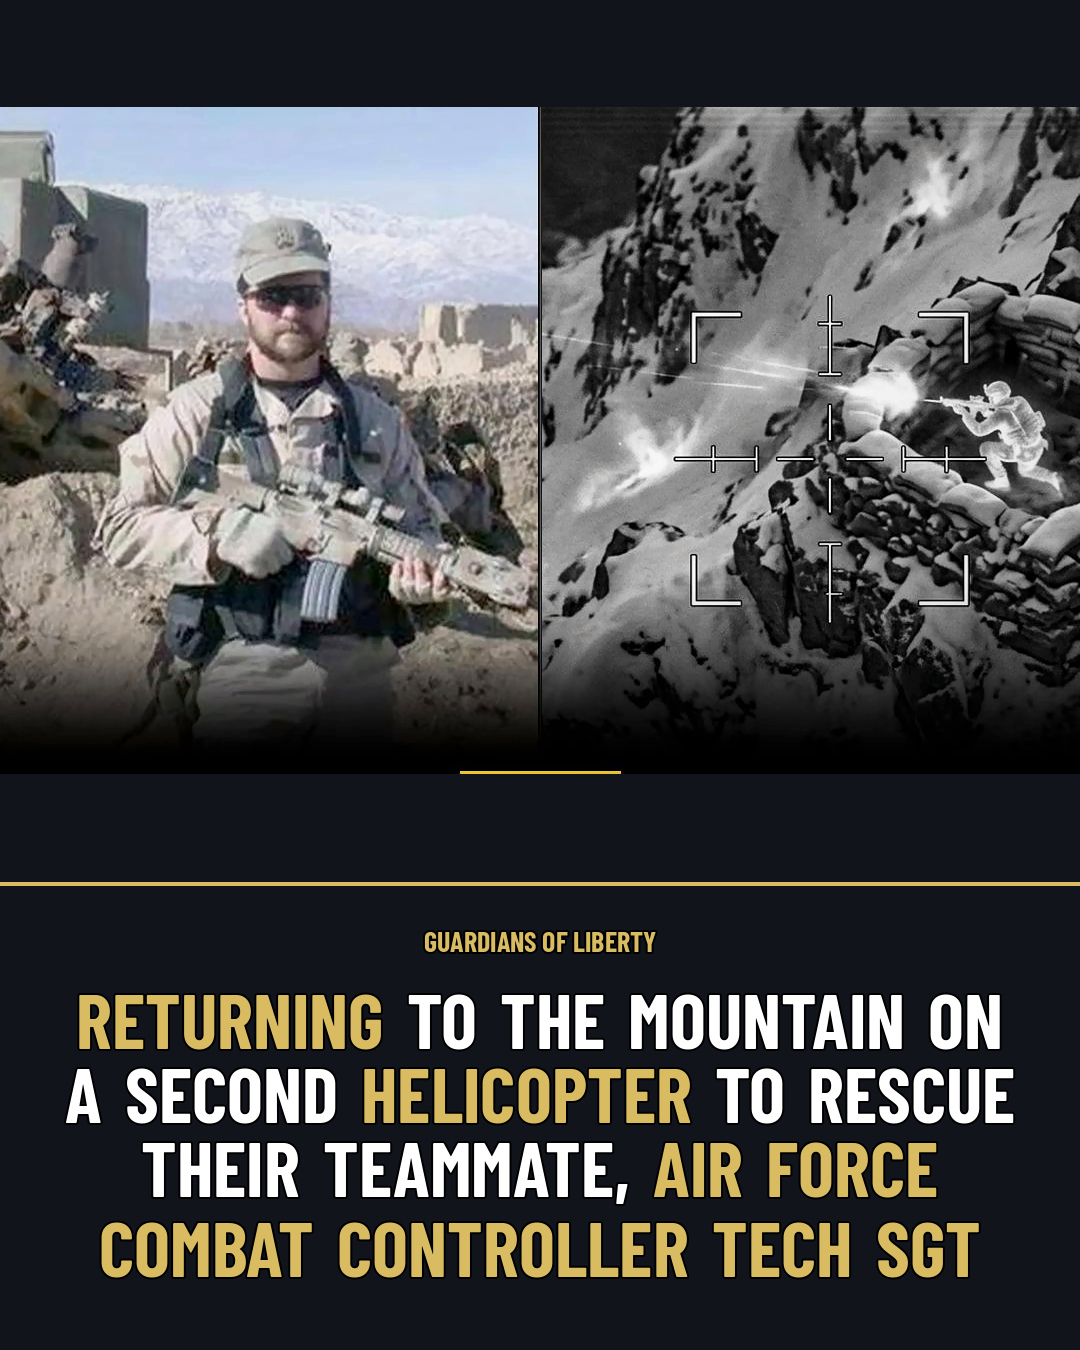 GUARDIANS OF LIBERTY
RETURNING TO THE MOUNTAIN ON
A SECOND HELICOPTER TO RESCUE
THEIR TEAMMATE, AIR FORCE
COMBAT CONTROLLER TECH SGT